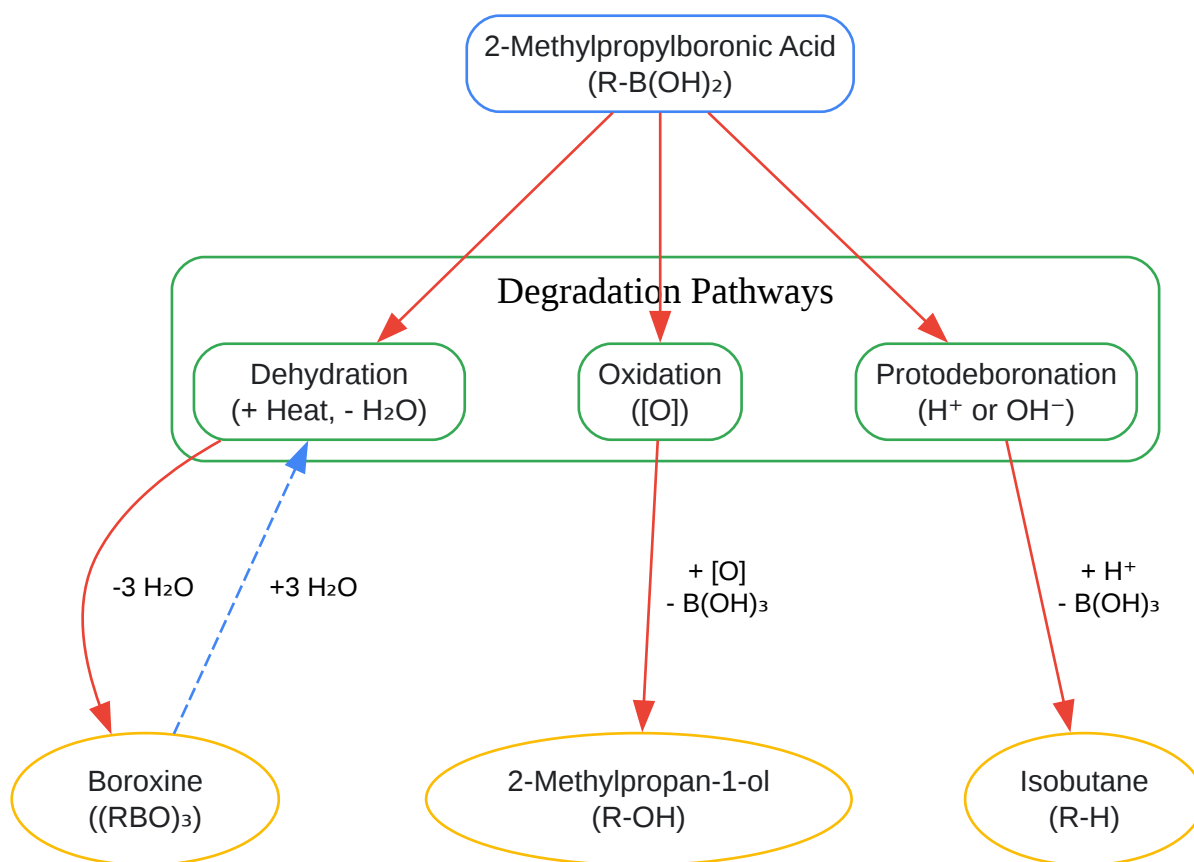 2-Methylpropylboronic Acid
(R-B(OH)₂)
Degradation Pathways
Dehydration
(+ Heat, - H₂O)
Oxidation
([O])
Protodeboronation
(H⁺ or OH⁻)
-3 H₂O
+3 H₂O
+ [O]
- B(OH)₃
+ H⁺
- B(OH)₃
Boroxine
((RBO)₃)
2-Methylpropan-1-ol
(R-OH)
Isobutane
(R-H)